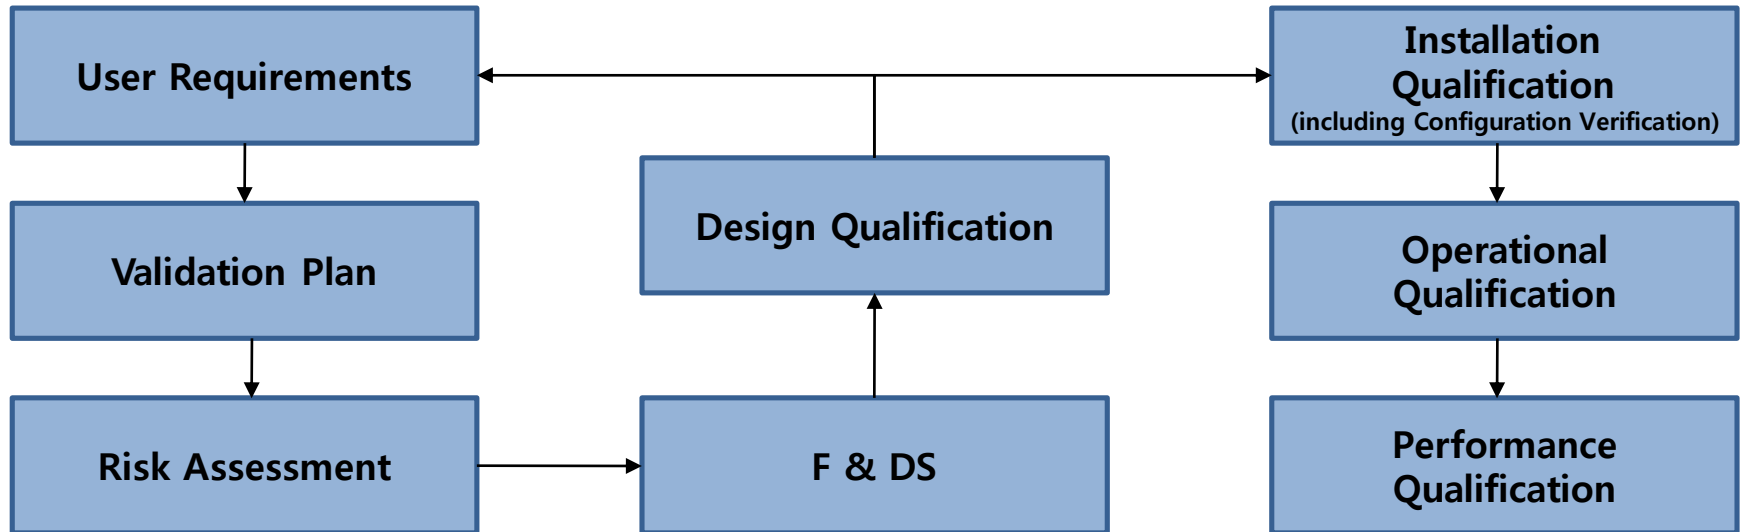 User Requirements
Validation Plan
Risk Assessment
Design Qualification
F & DS
Installation
Qualification
(including Configuration Verification)
Operational
Qualification
Performance
Qualification